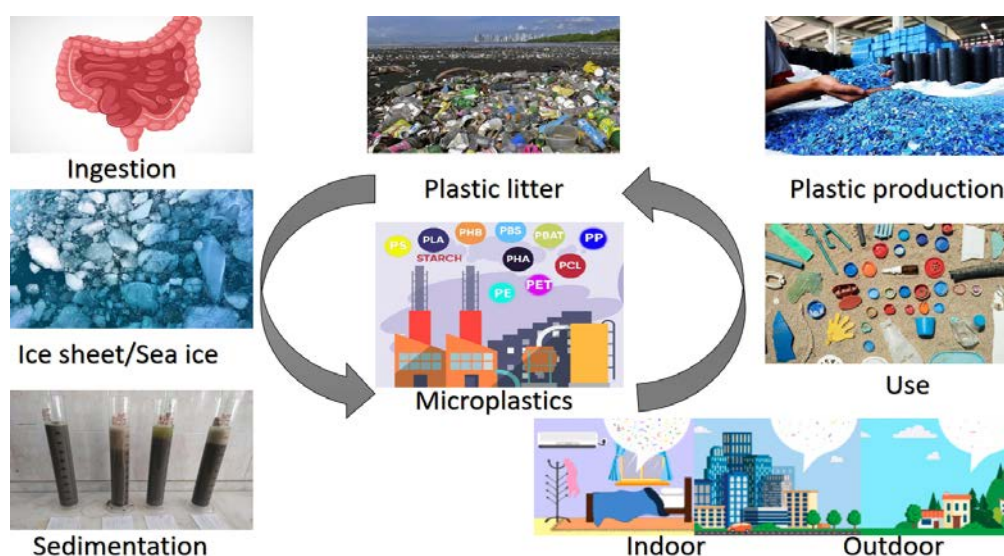 Ingestion
Plastic litter
Plastic production
Ice sheet/Sea ice
PS
PLA
PHB
PBS
PBAT
PP
STARCH
PHA
PCL
PE
PET
Microplastics
Use
Sedimentation
Indoor
Outdoor